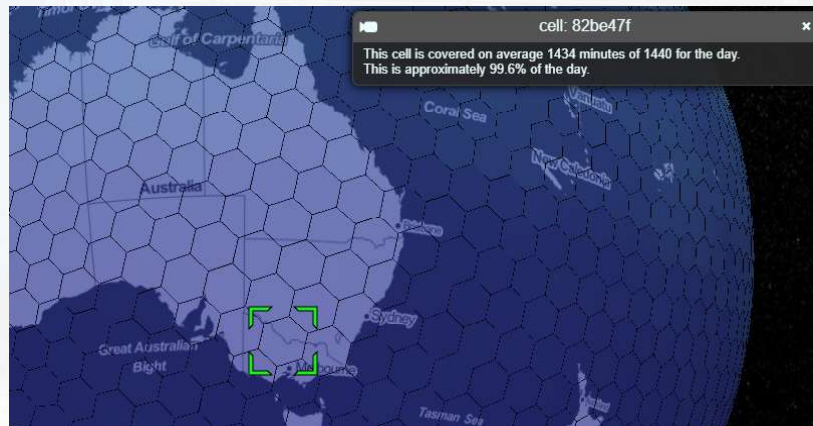 cell: 82be47f
This cell is covered on average 1434 minutes of 1440 for the day.
This is approximately 99.6% of the day.
Timor
Gulf of Carpentaria
Coral Sea
Vanuatu
New Caledonia
Australia
Brisbane
Sydney
Great Australian
Bight
Melbourne
Tasman Sea